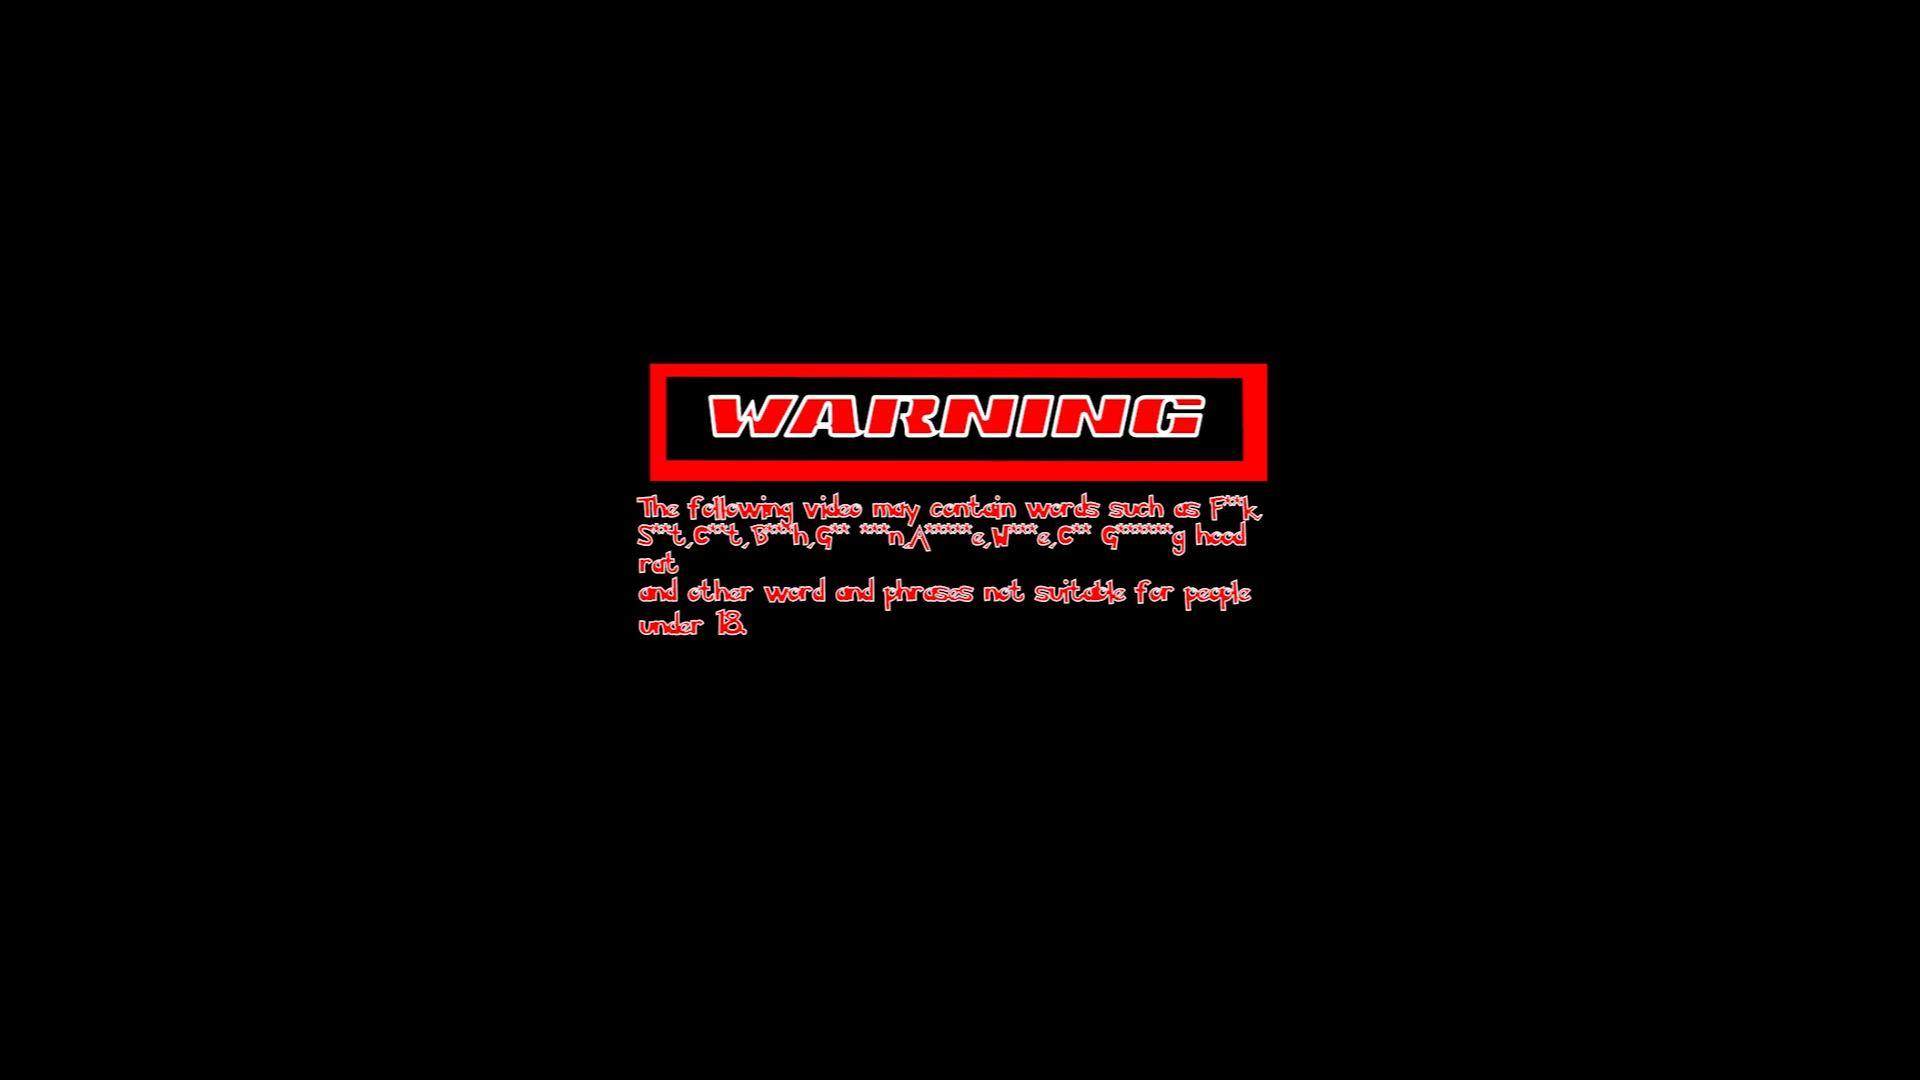 WARNING
The following video may contain words such as F**k,
S**t,C**t,B***h,G** ***n,A*****e,W***e,C** G******g hood
rat
and other word and phrases not suitable for people
under 18.